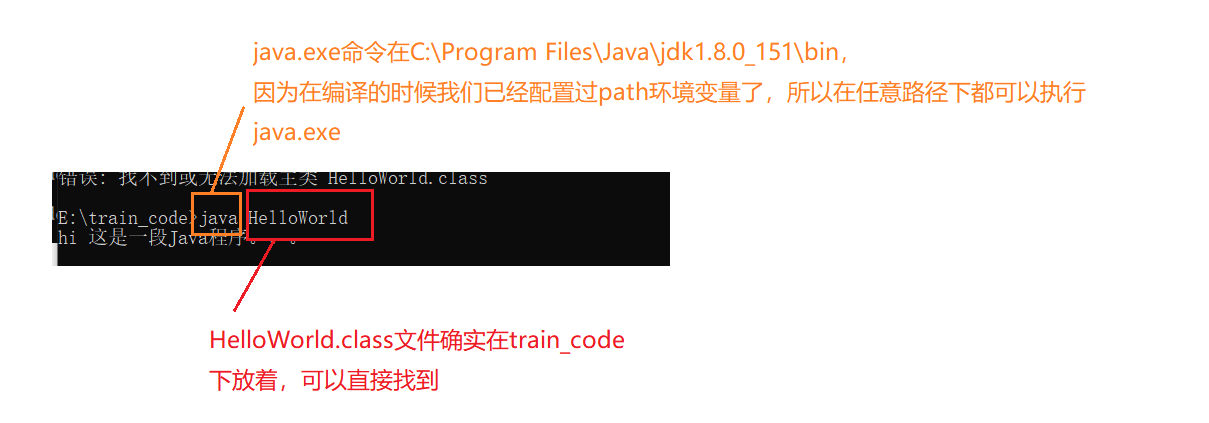 java.exe命令在C:\Program Files\Java\jdk1.8.0_151\bin，
因为在编译的时候我们已经配置过path环境变量了，所以在任意路径下都可以执行
java.exe
错误: 找不到或无法加载主类 HelloWorld.class
E:\train_code>java HelloWorld
hi 这是一段Java程序。。。
HelloWorld.class文件确实在train_code
下放着，可以直接找到